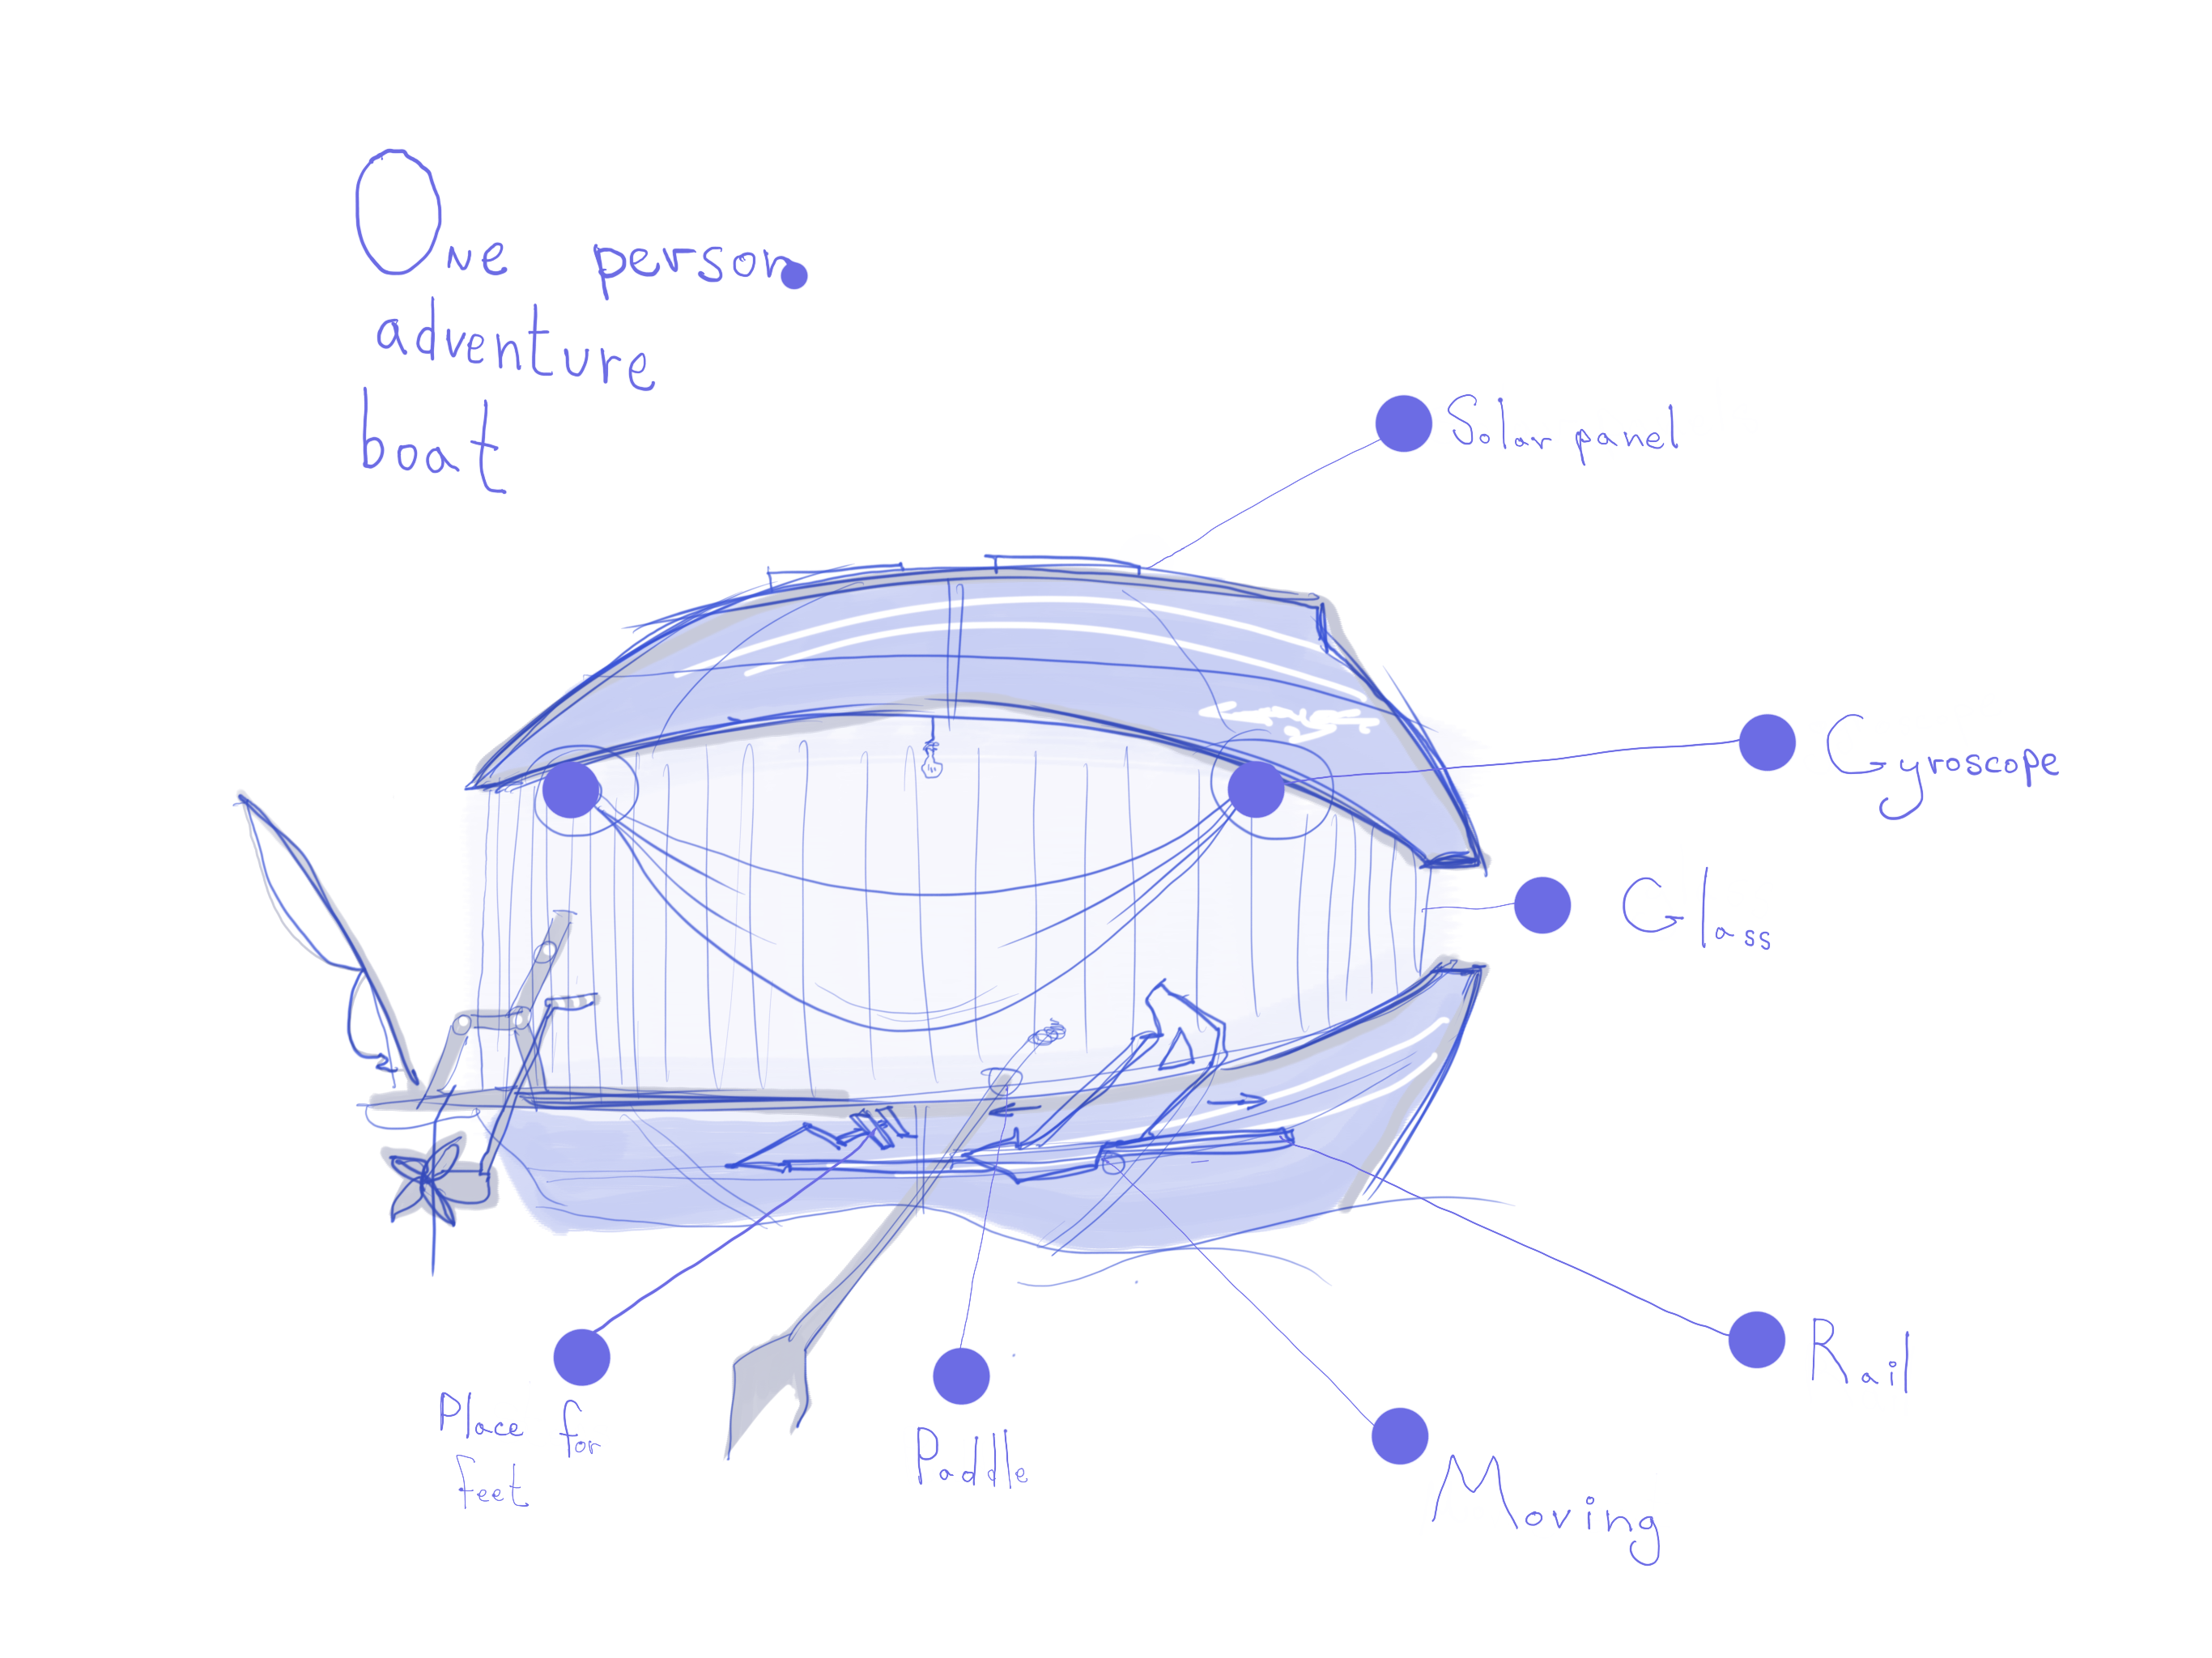 One person
adventure
boat
Solar panel
Gyroscope
Glass
Rail
Place for
feet
Paddle
Moving